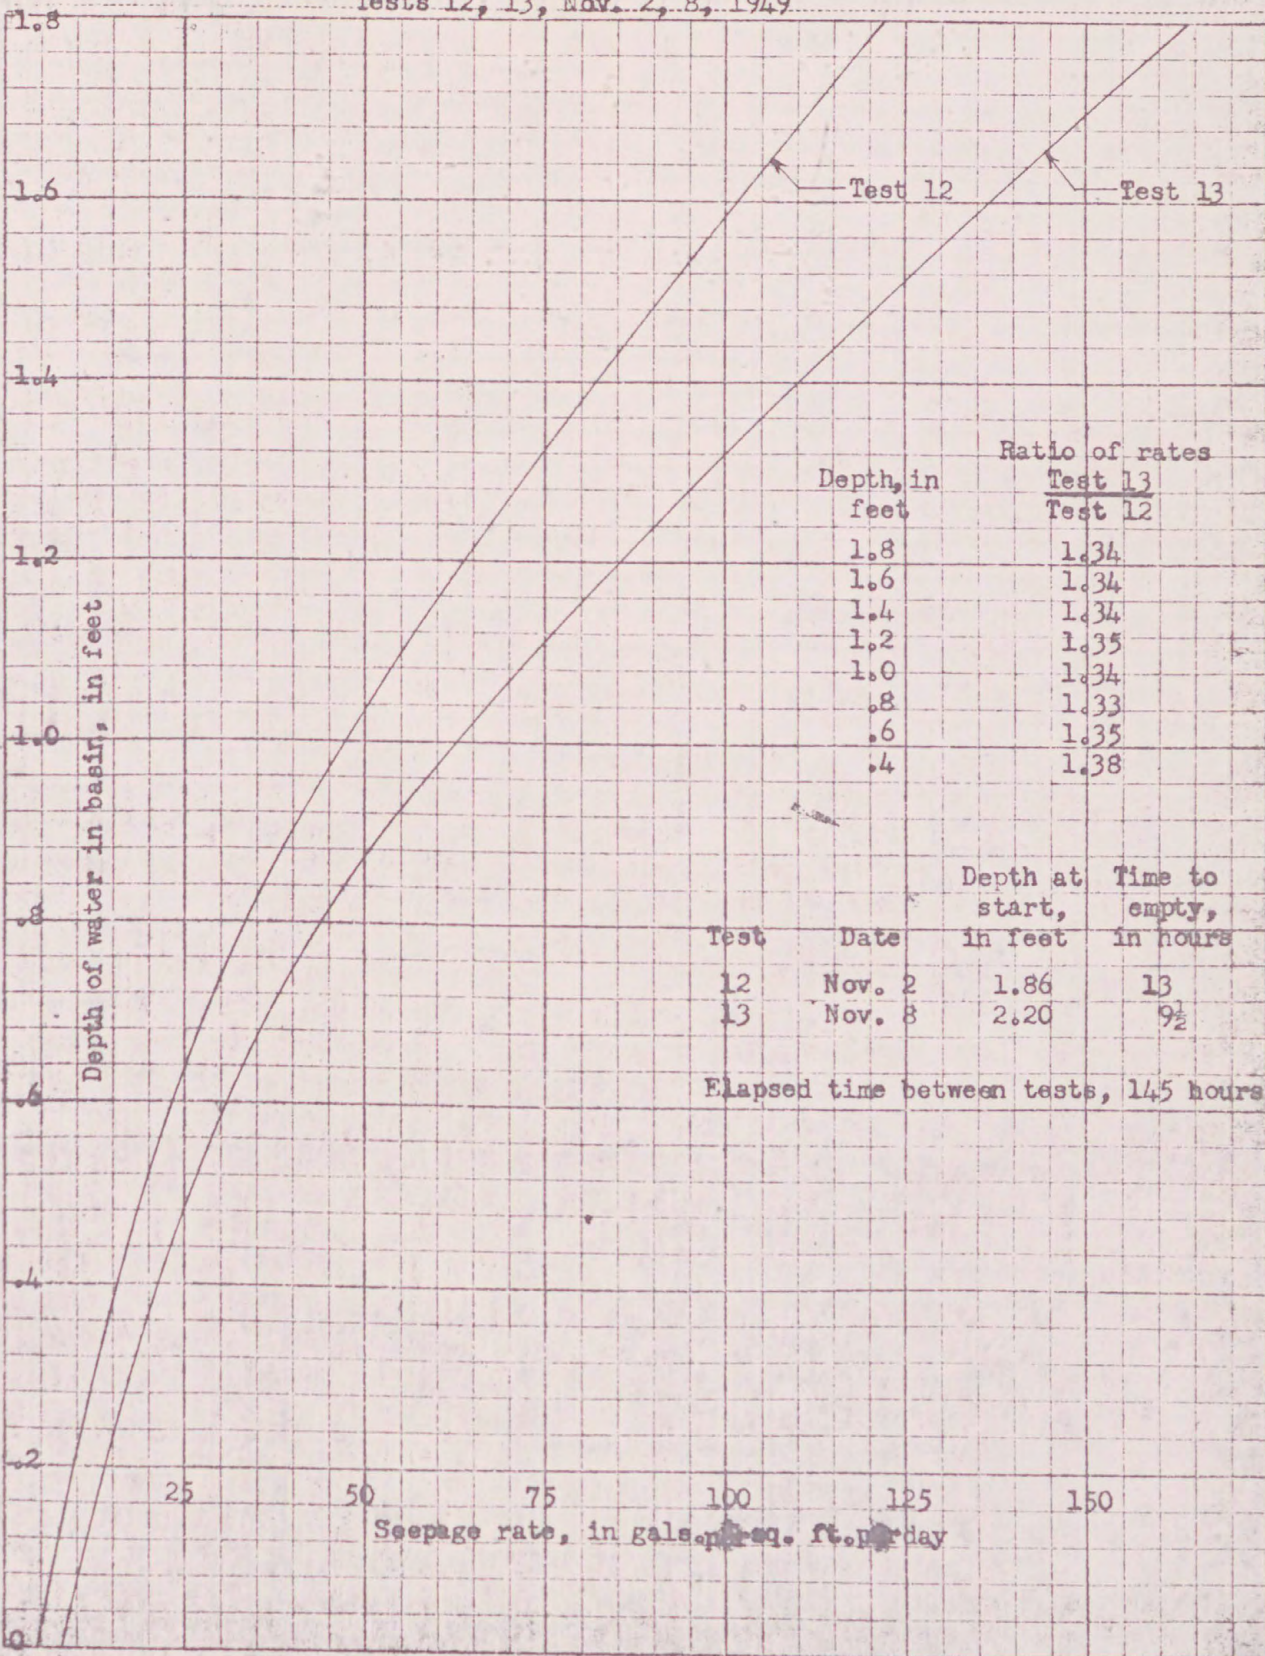 Tests 12, 13, Nov. 2, 8, 1949
1.8
1.6
1.4
1.2
1.0
.8
.6
.4
.2
0
Depth of water in basin, in feet
Test 12
Test 13
Ratio of rates
Depth, in feet
Test 13
Test 12
1.8 1.34
1.6 1.34
1.4 1.34
1.2 1.35
1.0 1.34
.8 1.33
.6 1.35
.4 1.38
Depth at Time to
start, empty,
Test Date in feet in hours
12 Nov. 2 1.86 13
13 Nov. 8 2.20 9½
Elapsed time between tests, 145 hours
25 50 75 100 125 150
Seepage rate, in gals. per sq. ft. per day